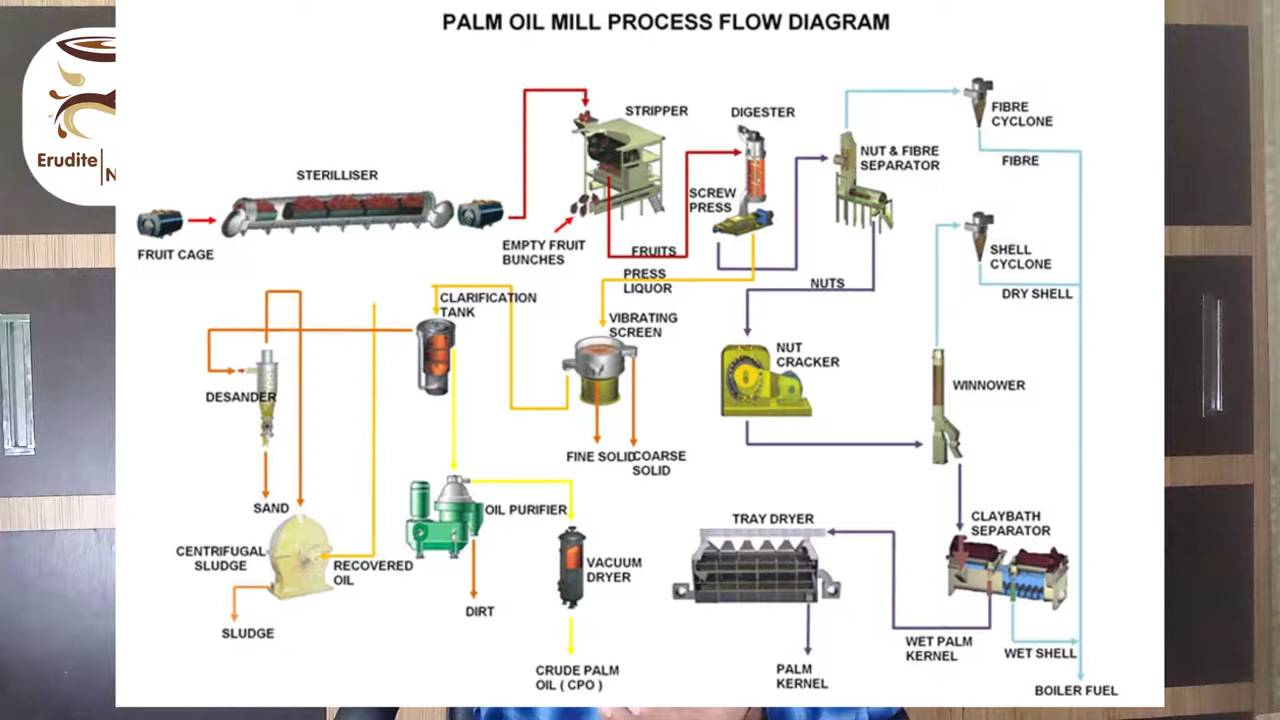 PALM OIL MILL PROCESS FLOW DIAGRAM
Erudite
N
STERILLISER
FRUIT CAGE
STRIPPER
EMPTY FRUIT
BUNCHES
FRUITS
DIGESTER
SCREW
PRESS
NUT & FIBRE
SEPARATOR
FIBRE
CYCLONE
FIBRE
SHELL
CYCLONE
DRY SHELL
PRESS
LIQUOR
NUTS
CLARIFICATION
TANK
VIBRATING
SCREEN
NUT
CRACKER
WINNOWER
DESANDER
FINE SOLID
COARSE
SOLID
SAND
OIL PURIFIER
TRAY DRYER
CLAYBATH
SEPARATOR
CENTRIFUGAL
SLUDGE
RECOVERED
OIL
VACUUM
DRYER
DIRT
SLUDGE
WET PALM
KERNEL
WET SHELL
CRUDE PALM
OIL ( CPO )
PALM
KERNEL
BOILER FUEL